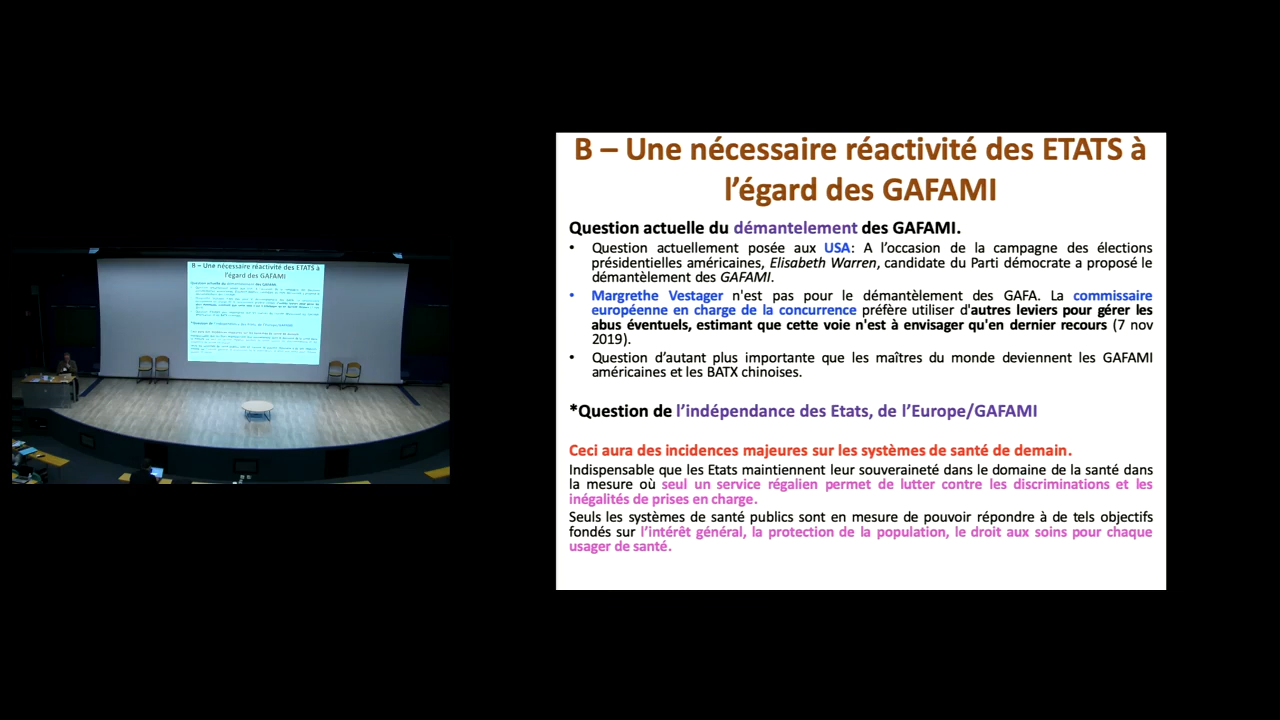 B – Une nécessaire réactivité des ETATS à
l'égard des GAFAMI
Question actuelle du démantelement des GAFAMI.
• Question actuellement posée aux USA: A l'occasion de la campagne des élections
présidentielles américaines, Elisabeth Warren, candidate du Parti démocrate a proposé le
démantèlement des GAFAMI.
• Margrethe Vestager n'est pas pour le démantèlement des GAFA. La commissaire
européenne en charge de la concurrence préfère utiliser d'autres leviers pour gérer les
abus éventuels, estimant que cette voie n'est à envisager qu'en dernier recours (7 nov
2019).
• Question d'autant plus importante que les maîtres du monde deviennent les GAFAMI
américaines et les BATX chinoises.
*Question de l'indépendance des Etats, de l'Europe/GAFAMI
Ceci aura des incidences majeures sur les systèmes de santé de demain.
Indispensable que les Etats maintiennent leur souveraineté dans le domaine de la santé dans
la mesure où seul un service régalien permet de lutter contre les discriminations et les
inégalités de prises en charge.
Seuls les systèmes de santé publics sont en mesure de pouvoir répondre à de tels objectifs
fondés sur l'intérêt général, la protection de la population, le droit aux soins pour chaque
usager de santé.
B - Une nécessaire réactivité des ETATS à
l'égard des GAFAMI